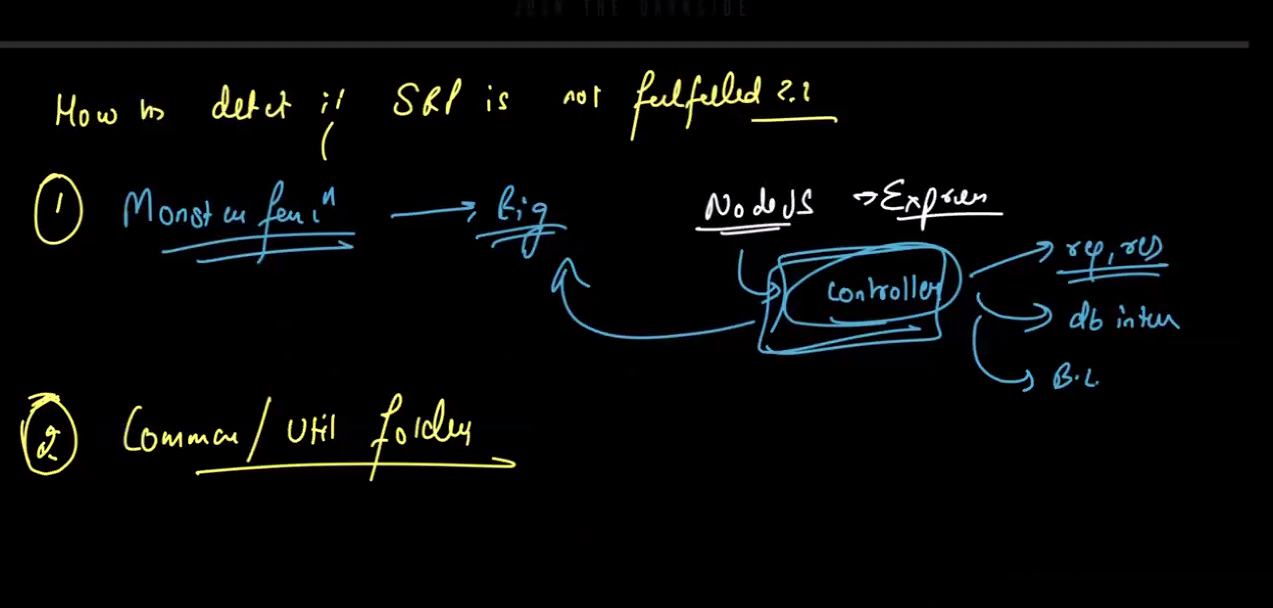 JOIN THE DARKSIDE
How to detect if SRP is not fulfilled ??
1 Monster funcⁿ → Big
NodeJS → Express
controller
req, res
db inter
B.L.
2 Common / Util folder